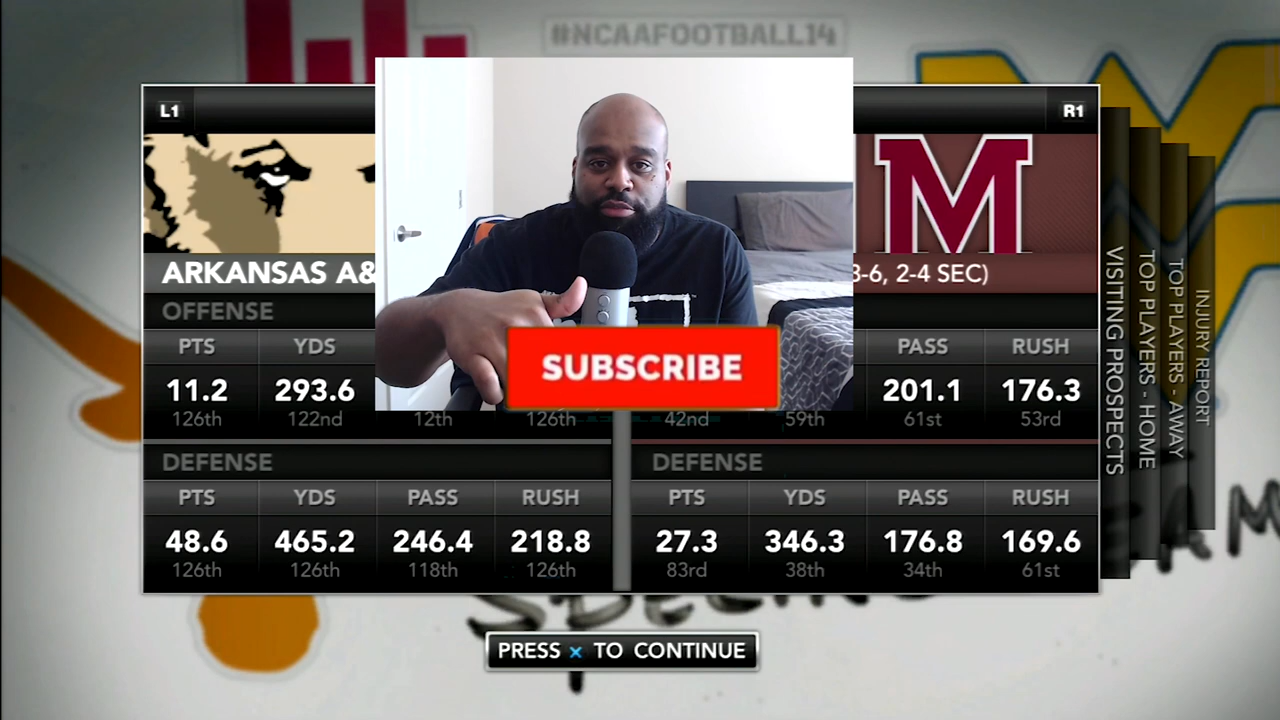 #NCAAFOOTBALL14
L1
R1
M
ARKANSAS A&
3-6, 2-4 SEC)
OFFENSE
PTS YDS PASS RUSH
11.2 293.6 201.1 176.3
126th 122nd 12th 126th 42nd 59th 61st 53rd
DEFENSE DEFENSE
PTS YDS PASS RUSH PTS YDS PASS RUSH
48.6 465.2 246.4 218.8 27.3 346.3 176.8 169.6
126th 126th 118th 126th 83rd 38th 34th 61st
SUBSCRIBE
VISITING PROSPECTS
TOP PLAYERS - HOME
TOP PLAYERS - AWAY
INJURY REPORT
PRESS × TO CONTINUE